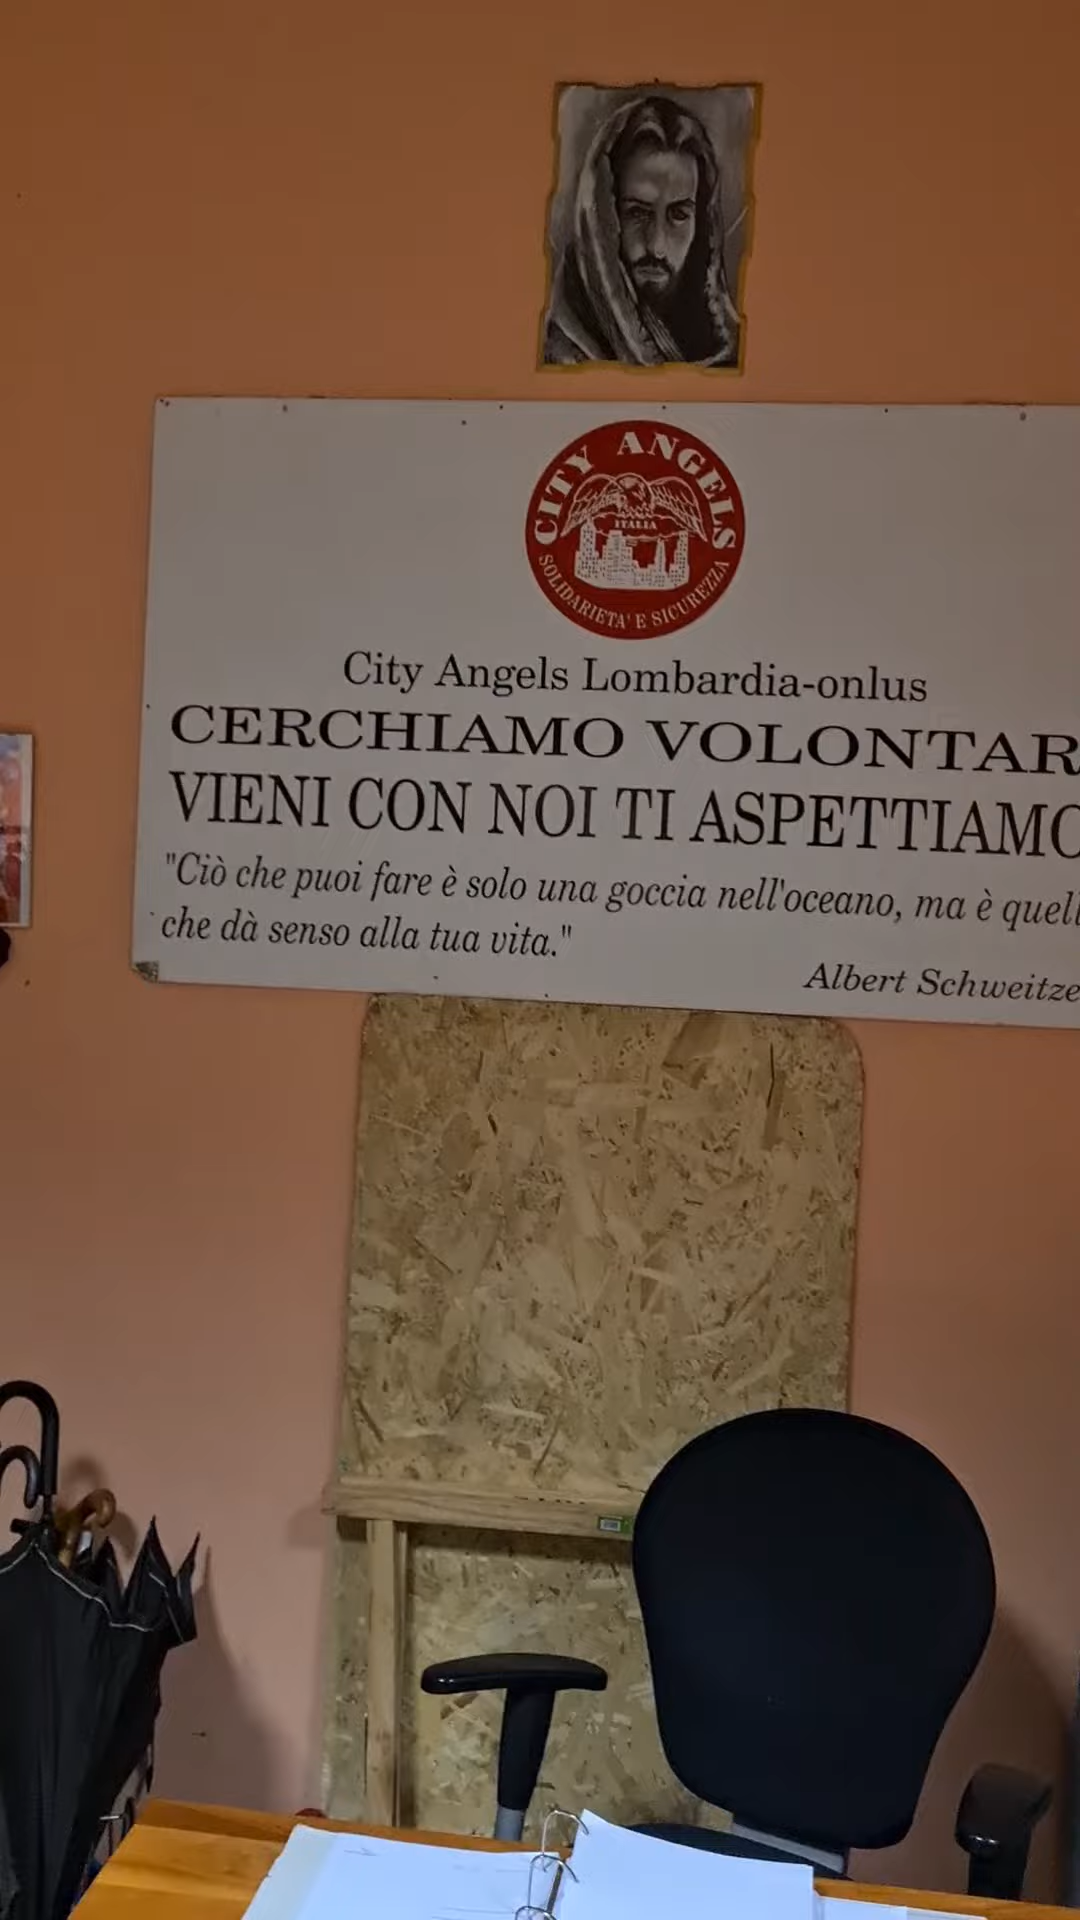 CITY ANGELS
ITALIA
SOLIDARIETA' E SICUREZZA
City Angels Lombardia-onlus
CERCHIAMO VOLONTAR
VIENI CON NOI TI ASPETTIAMO
"Ciò che puoi fare è solo una goccia nell'oceano, ma è quell
che dà senso alla tua vita."
Albert Schweitze